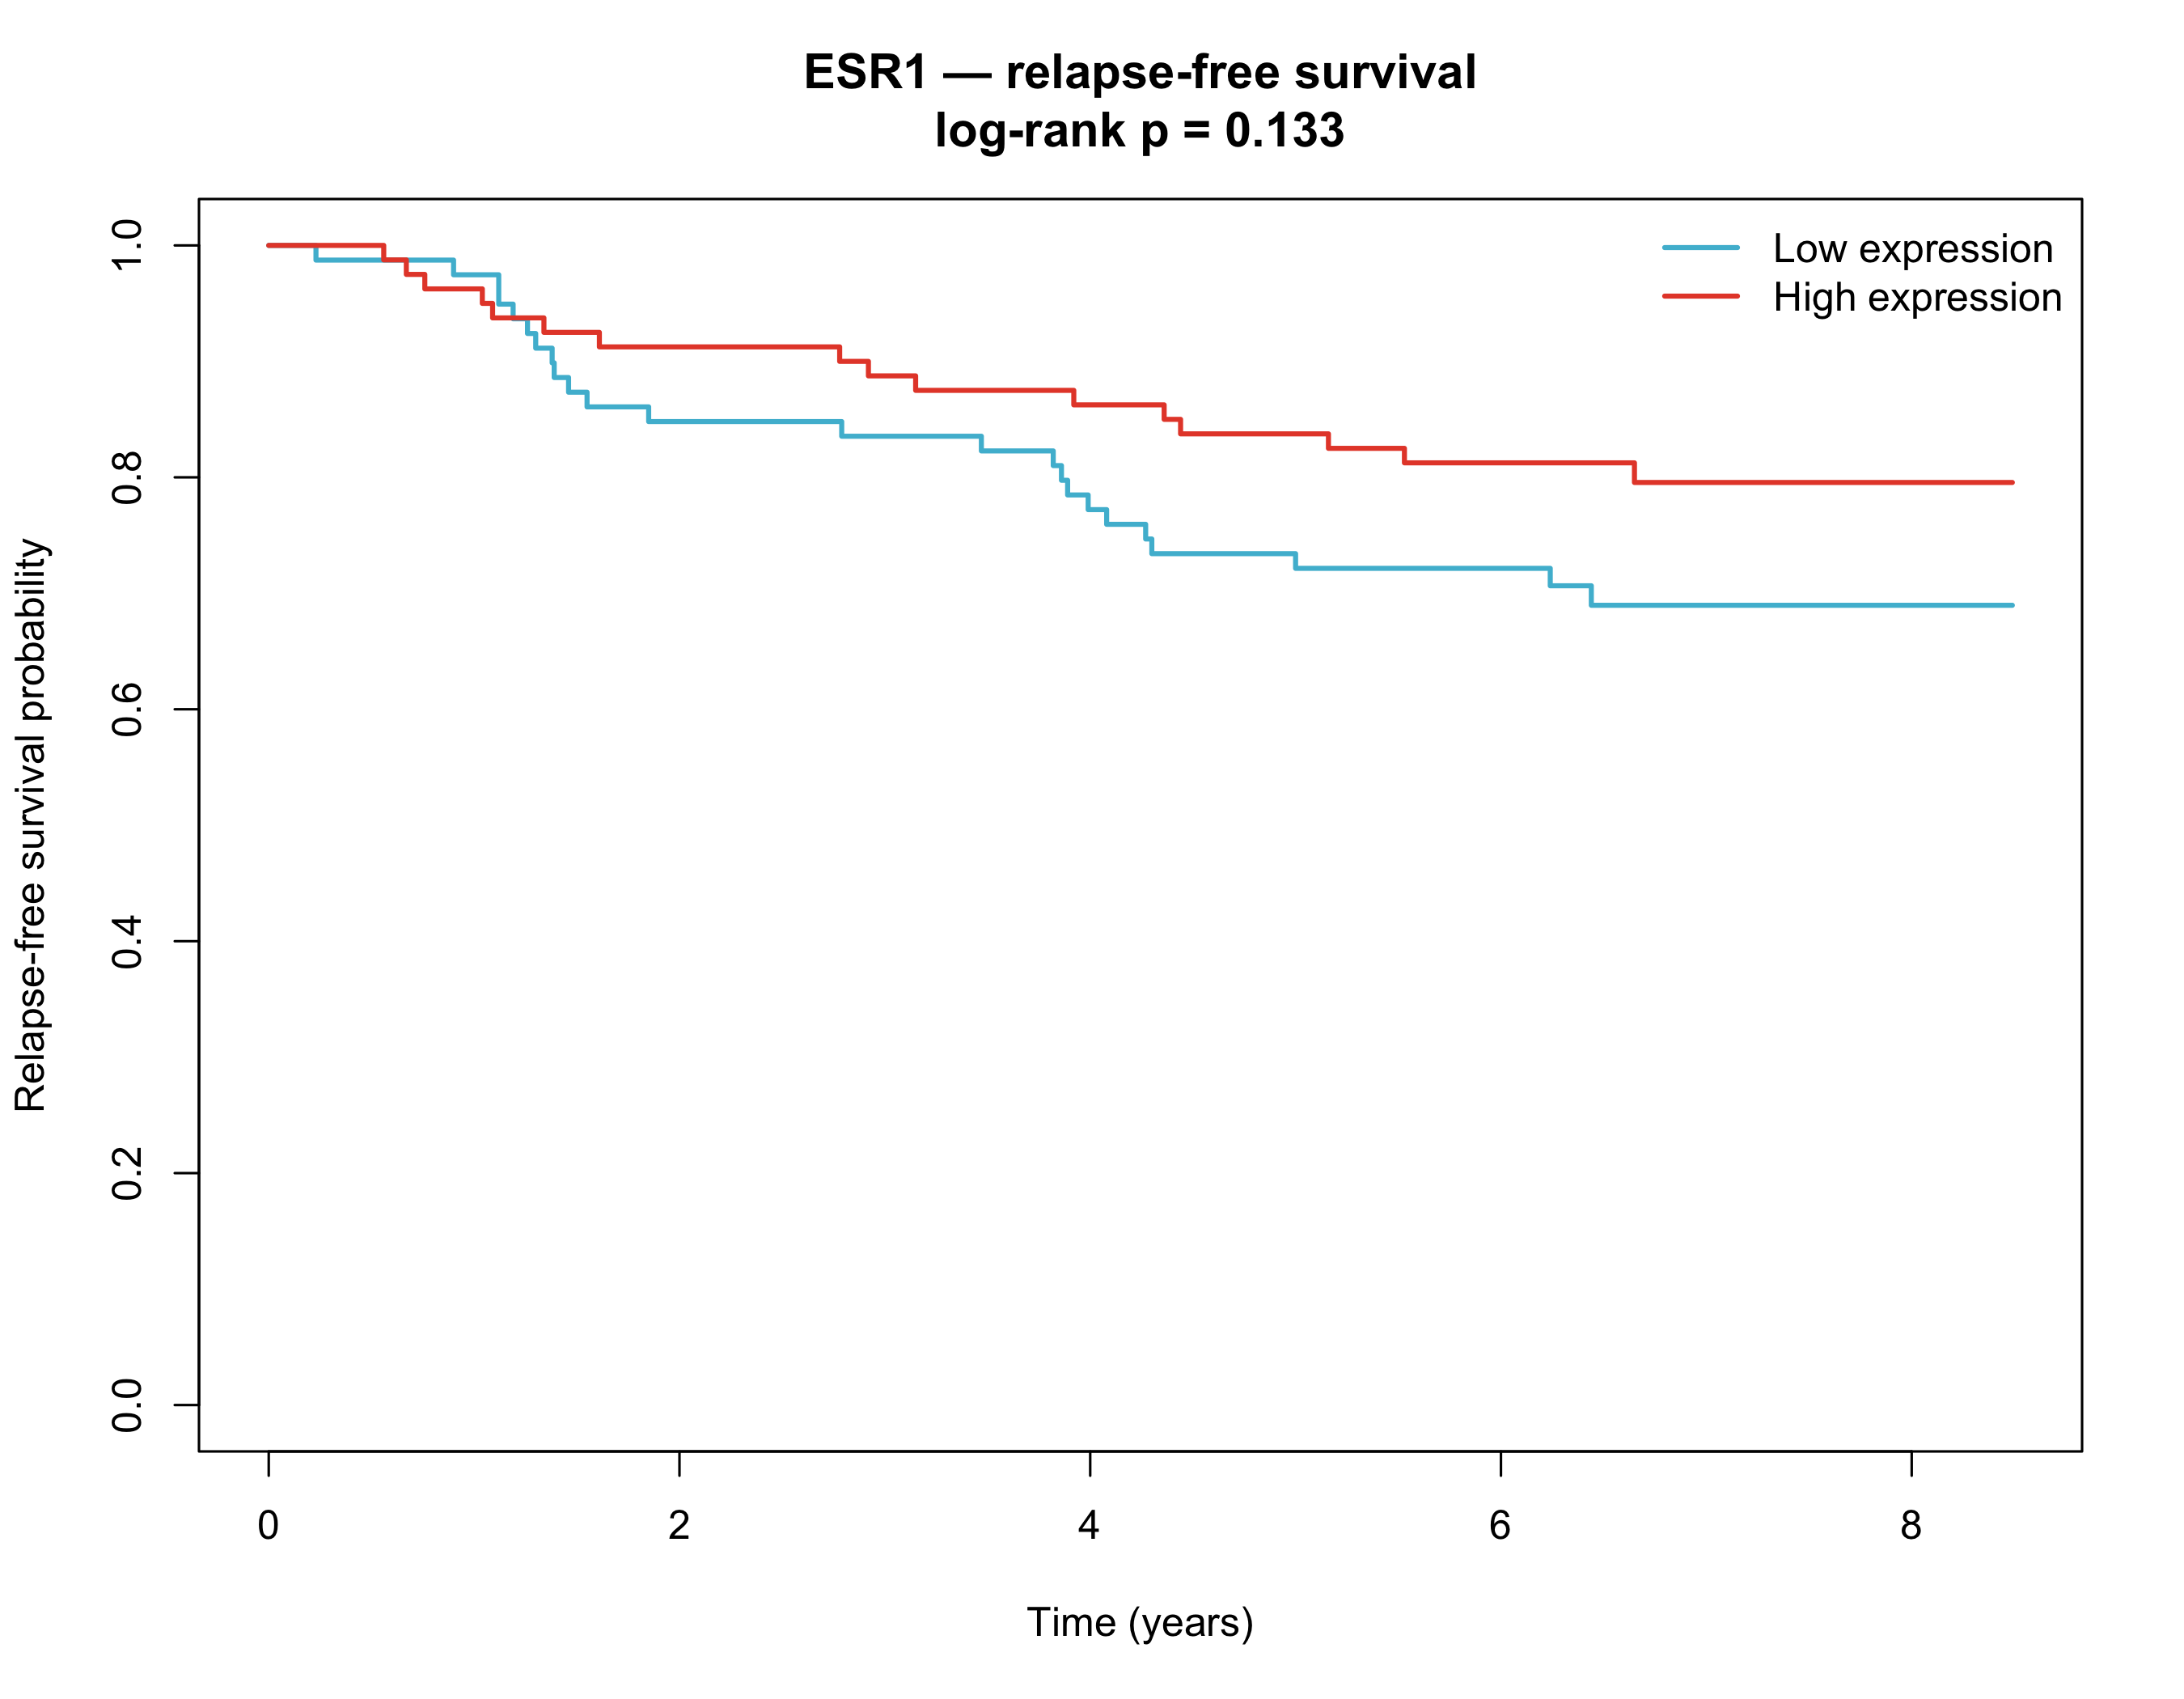 ESR1 — relapse-free survival
log-rank p = 0.133
Low expression
High expression
Relapse-free survival probability
1.0
0.8
0.6
0.4
0.2
0.0
0 2 4 6 8
Time (years)